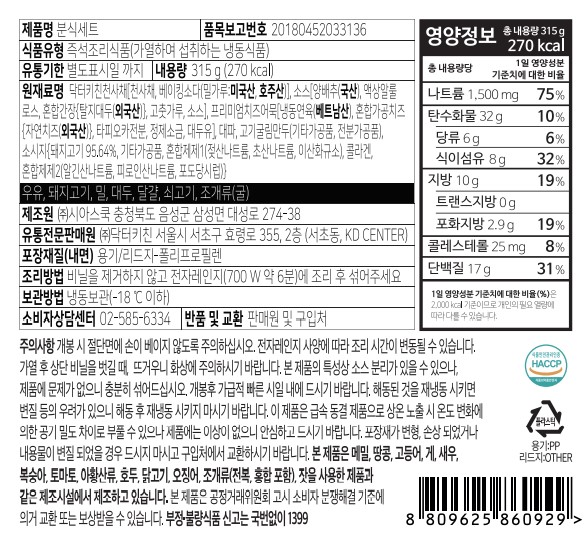 제품명 분식세트 품목보고번호 20180452033136
식품유형 즉석조리식품(가열하여 섭취하는 냉동식품)
유통기한 별도표시일 까지 내용량 315 g (270 kcal)
원재료명 닭터키친전사체[전사체, 베이킹소다(밀가루:미국산, 호주산)], 소스[양배추(국산), 액상알룰
로스, 혼합간장{탈지대두(외국산)}, 고춧가루, 소스], 프리미엄치즈어묵[냉동연육(베트남산), 혼합가공치즈
{자연치즈(외국산)}, 타피오카전분, 정제소금, 대두유], 대파, 고기굴림만두(기타가공품, 전분가공품),
소시지{돼지고기 95.64%, 기타가공품, 혼합제제1(젖산나트륨, 초산나트륨, 이산화규소), 콜라겐,
혼합제제2(알긴산나트륨, 피로인산나트륨, 포도당시럽)}
우유, 돼지고기, 밀, 대두, 달걀, 쇠고기, 조개류(굴)
제조원 ㈜시아스쿡 충청북도 음성군 삼성면 대성로 274-38
유통전문판매원 ㈜닥터키친 서울시 서초구 효령로 355, 2층 (서초동, KD CENTER)
포장재질(내면) 용기/리드지-폴리프로필렌
조리방법 비닐을 제거하지 않고 전자레인지(700 W 약 6분)에 조리 후 섞어주세요
보관방법 냉동보관(-18 ℃ 이하)
소비자상담센터 02-585-6334 반품 및 교환 판매원 및 구입처
영양정보 총 내용량 315 g
270 kcal
총 내용량당 1일 영양성분
기준치에 대한 비율
나트륨 1,500 mg 75%
탄수화물 32 g 10%
당류 6 g 6%
식이섬유 8 g 32%
지방 10 g 19%
트랜스지방 0 g
포화지방 2.9 g 19%
콜레스테롤 25 mg 8%
단백질 17 g 31%
1일 영양성분 기준치에 대한 비율(%)은
2,000 kcal 기준이므로 개인의 필요 열량에
따라 다를 수 있습니다.
주의사항 개봉 시 절단면에 손이 베이지 않도록 주의하십시오. 전자레인지 사양에 따라 조리 시간이 변동될 수 있습니다.
가열 후 상단 비닐을 벗길 때, 뜨거우니 화상에 주의하시기 바랍니다. 본 제품의 특성상 소스 분리가 있을 수 있으나,
제품에 문제가 없으니 충분히 섞어드십시오. 개봉후 가급적 빠른 시일 내에 드시기 바랍니다. 해동된 것을 재냉동 시키면
변질 등의 우려가 있으니 해동 후 재냉동 시키지 마시기 바랍니다. 이 제품은 급속 동결 제품으로 상온 노출 시 온도 변화에
의한 공기 밀도 차이로 부풀 수 있으나 제품에는 이상이 없으니 안심하고 드시기 바랍니다. 포장재가 변형, 손상 되었거나
내용물이 변질 되었을 경우 드시지 마시고 구입처에서 교환하시기 바랍니다. 본 제품은 메밀, 땅콩, 고등어, 게, 새우,
복숭아, 토마토, 아황산류, 호두, 닭고기, 오징어, 조개류(전복, 홍합 포함), 잣을 사용한 제품과
같은 제조시설에서 제조하고 있습니다. 본 제품은 공정거래위원회 고시 소비자 분쟁해결 기준에
의거 교환 또는 보상받을 수 있습니다. 부정·불량식품 신고는 국번없이 1399
HACCP
플라스틱
용기:PP
리드지:OTHER
8 809625 860929 >